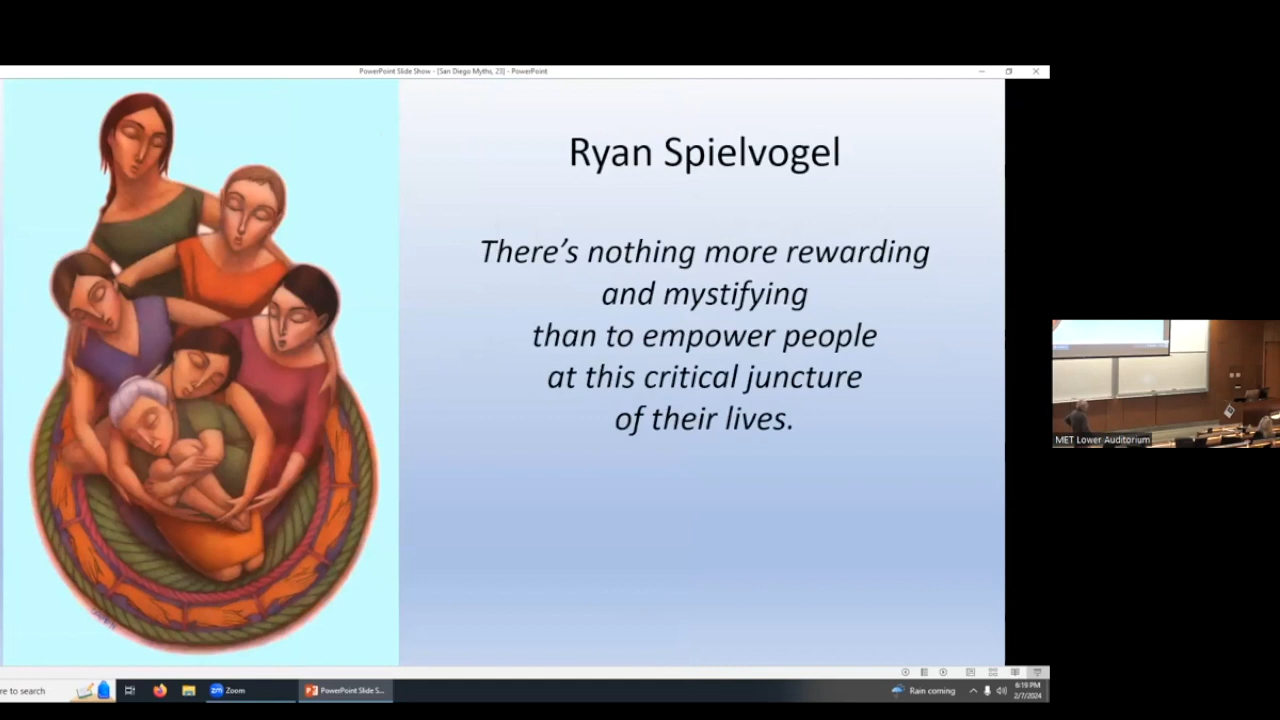 PowerPoint Slide Show - [San Diego Myths, 23] - PowerPoint
Ryan Spielvogel
There's nothing more rewarding
and mystifying
than to empower people
at this critical juncture
of their lives.
MET Lower Auditorium
re to search
zm Zoom
PowerPoint Slide S...
Rain coming
6:19 PM
2/7/2024